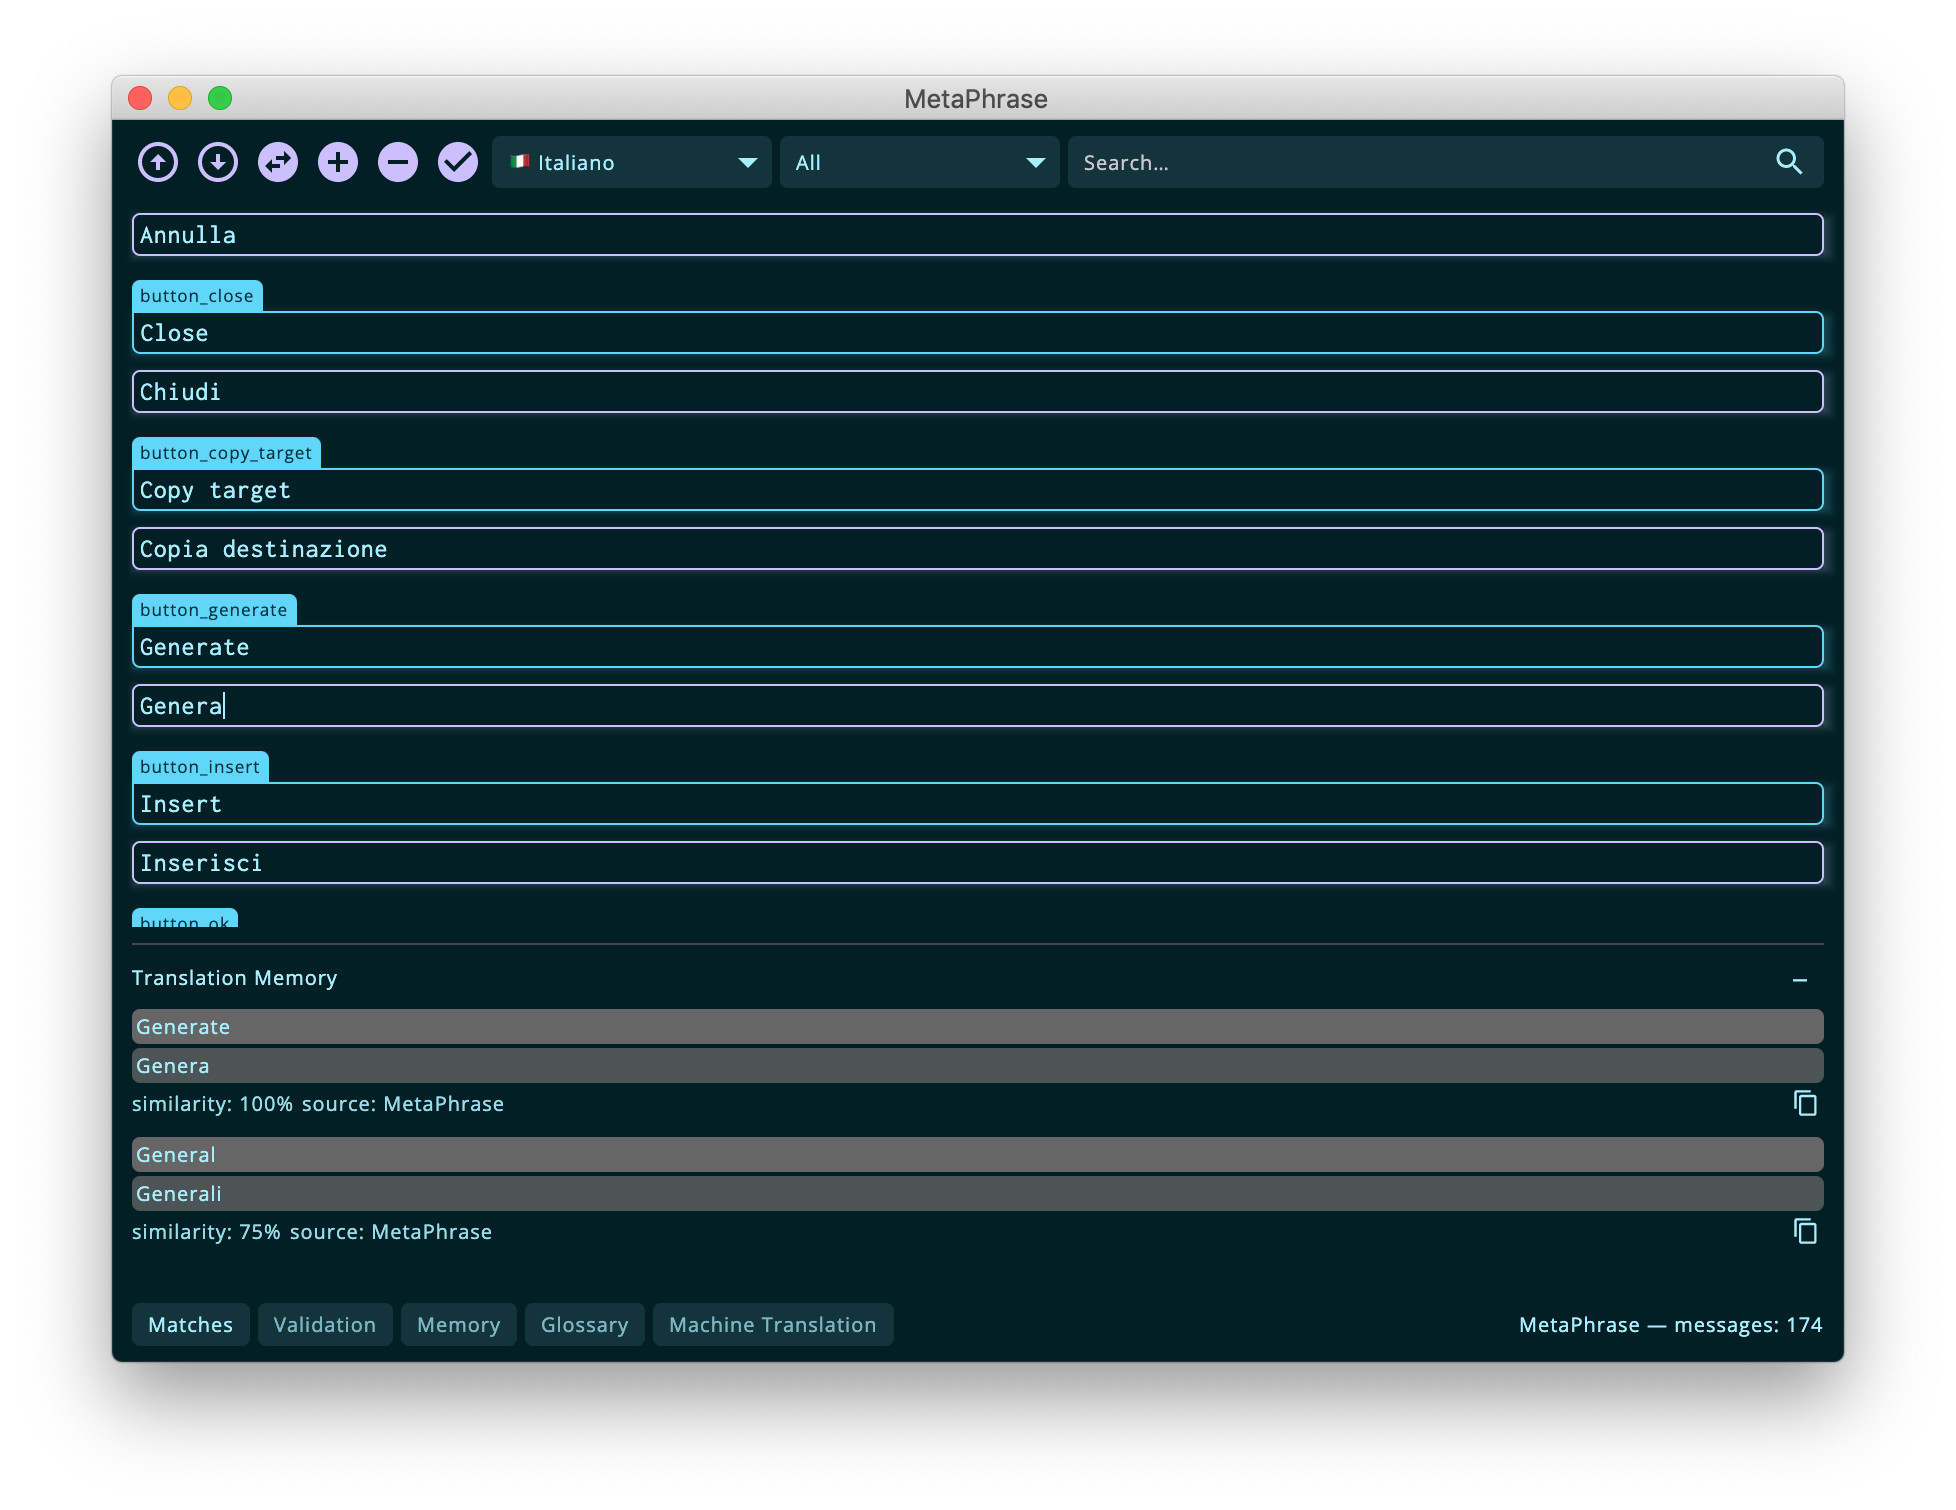 MetaPhrase
Italiano
All
Search...
Annulla
button_close
Close
Chiudi
button_copy_target
Copy target
Copia destinazione
button_generate
Generate
Genera
button_insert
Insert
Inserisci
button_ok
Translation Memory
Generate
Genera
similarity: 100% source: MetaPhrase
General
Generali
similarity: 75% source: MetaPhrase
Matches Validation Memory Glossary Machine Translation MetaPhrase — messages: 174